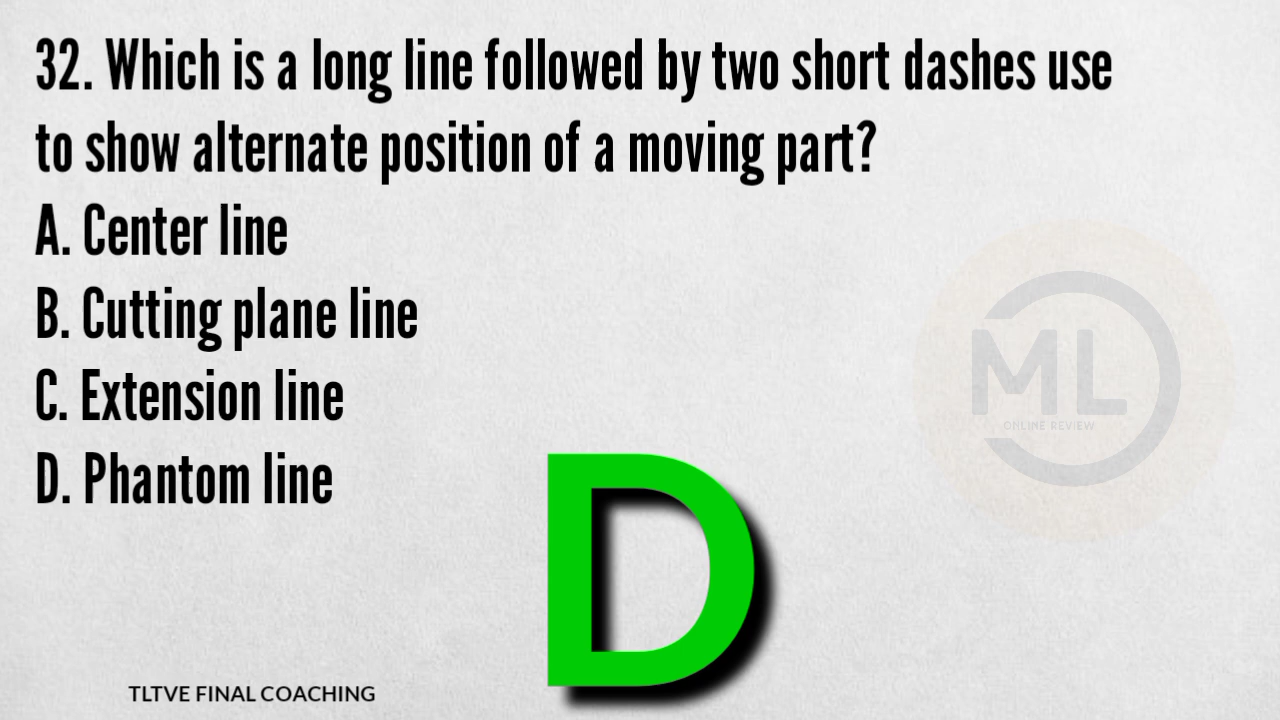 32. Which is a long line followed by two short dashes use
to show alternate position of a moving part?
A. Center line
B. Cutting plane line
C. Extension line
D. Phantom line
ML
ONLINE REVIEW
D
TLTVE FINAL COACHING